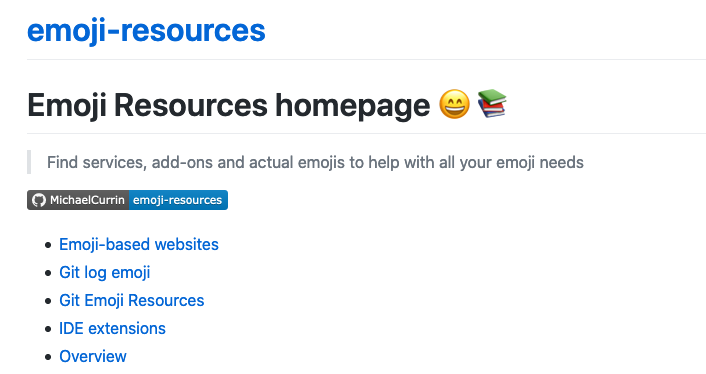 emoji-resources
Emoji Resources homepage 😄 📚
Find services, add-ons and actual emojis to help with all your emoji needs
MichaelCurrin emoji-resources
Emoji-based websites
Git log emoji
Git Emoji Resources
IDE extensions
Overview